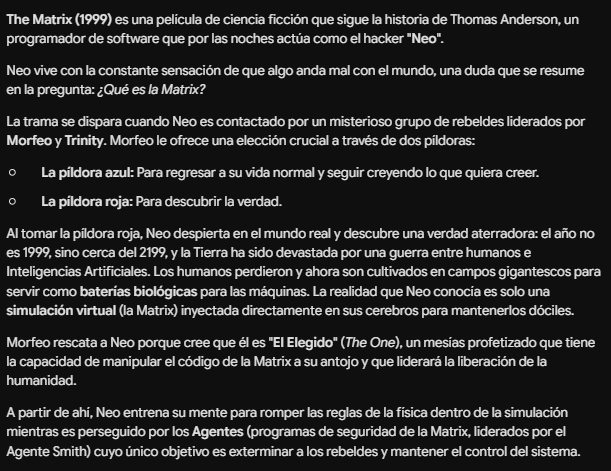 The Matrix (1999) es una película de ciencia ficción que sigue la historia de Thomas Anderson, un
programador de software que por las noches actúa como el hacker "Neo".
Neo vive con la constante sensación de que algo anda mal con el mundo, una duda que se resume
en la pregunta: ¿Qué es la Matrix?
La trama se dispara cuando Neo es contactado por un misterioso grupo de rebeldes liderados por
Morfeo y Trinity. Morfeo le ofrece una elección crucial a través de dos píldoras:
La píldora azul: Para regresar a su vida normal y seguir creyendo lo que quiera creer.
La píldora roja: Para descubrir la verdad.
Al tomar la píldora roja, Neo despierta en el mundo real y descubre una verdad aterradora: el año no
es 1999, sino cerca del 2199, y la Tierra ha sido devastada por una guerra entre humanos e
Inteligencias Artificiales. Los humanos perdieron y ahora son cultivados en campos gigantescos para
servir como baterías biológicas para las máquinas. La realidad que Neo conocía es solo una
simulación virtual (la Matrix) inyectada directamente en sus cerebros para mantenerlos dóciles.
Morfeo rescata a Neo porque cree que él es "El Elegido" (The One), un mesías profetizado que tiene
la capacidad de manipular el código de la Matrix a su antojo y que liderará la liberación de la
humanidad.
A partir de ahí, Neo entrena su mente para romper las reglas de la física dentro de la simulación
mientras es perseguido por los Agentes (programas de seguridad de la Matrix, liderados por el
Agente Smith) cuyo único objetivo es exterminar a los rebeldes y mantener el control del sistema.